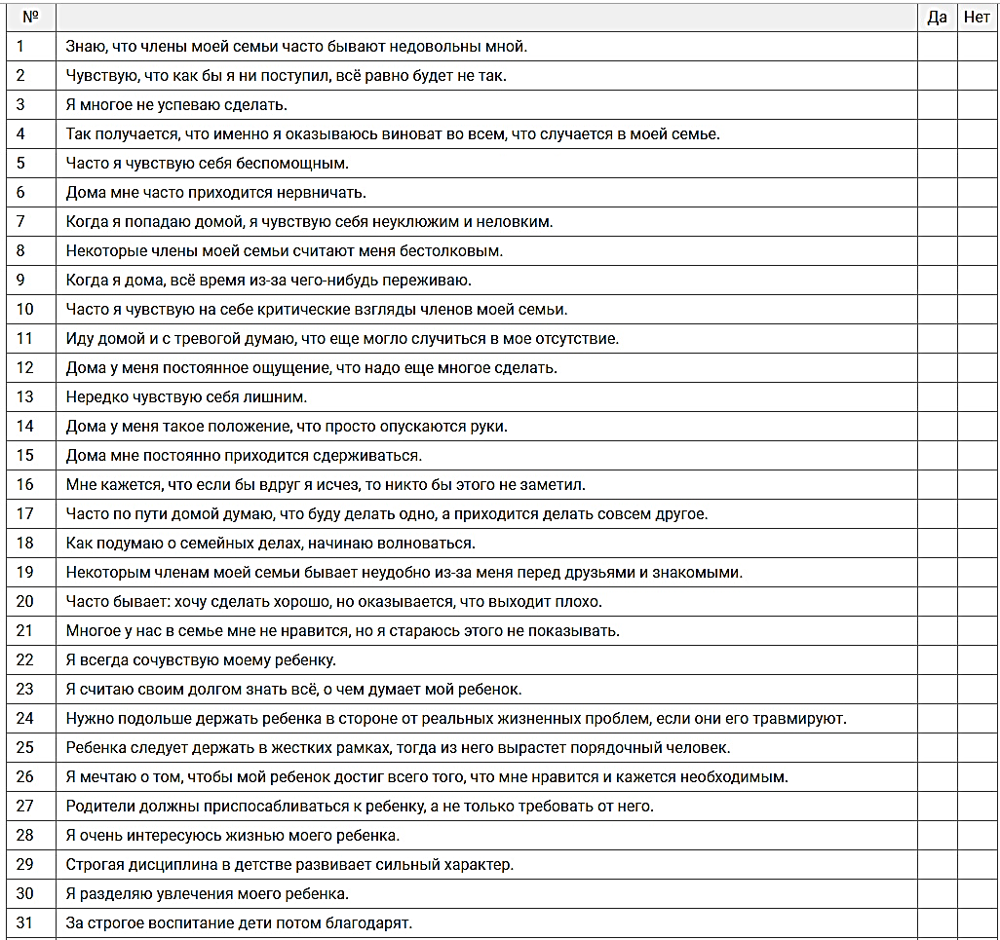 № Да Нет
1 Знаю, что члены моей семьи часто бывают недовольны мной.
2 Чувствую, что как бы я ни поступил, всё равно будет не так.
3 Я многое не успеваю сделать.
4 Так получается, что именно я оказываюсь виноват во всем, что случается в моей семье.
5 Часто я чувствую себя беспомощным.
6 Дома мне часто приходится нервничать.
7 Когда я попадаю домой, я чувствую себя неуклюжим и неловким.
8 Некоторые члены моей семьи считают меня бестолковым.
9 Когда я дома, всё время из-за чего-нибудь переживаю.
10 Часто я чувствую на себе критические взгляды членов моей семьи.
11 Иду домой и с тревогой думаю, что еще могло случиться в мое отсутствие.
12 Дома у меня постоянное ощущение, что надо еще многое сделать.
13 Нередко чувствую себя лишним.
14 Дома у меня такое положение, что просто опускаются руки.
15 Дома мне постоянно приходится сдерживаться.
16 Мне кажется, что если бы вдруг я исчез, то никто бы этого не заметил.
17 Часто по пути домой думаю, что буду делать одно, а приходится делать совсем другое.
18 Как подумаю о семейных делах, начинаю волноваться.
19 Некоторым членам моей семьи бывает неудобно из-за меня перед друзьями и знакомыми.
20 Часто бывает: хочу сделать хорошо, но оказывается, что выходит плохо.
21 Многое у нас в семье мне не нравится, но я стараюсь этого не показывать.
22 Я всегда сочувствую моему ребенку.
23 Я считаю своим долгом знать всё, о чем думает мой ребенок.
24 Нужно подольше держать ребенка в стороне от реальных жизненных проблем, если они его травмируют.
25 Ребенка следует держать в жестких рамках, тогда из него вырастет порядочный человек.
26 Я мечтаю о том, чтобы мой ребенок достиг всего того, что мне нравится и кажется необходимым.
27 Родители должны приспосабливаться к ребенку, а не только требовать от него.
28 Я очень интересуюсь жизнью моего ребенка.
29 Строгая дисциплина в детстве развивает сильный характер.
30 Я разделяю увлечения моего ребенка.
31 За строгое воспитание дети потом благодарят.